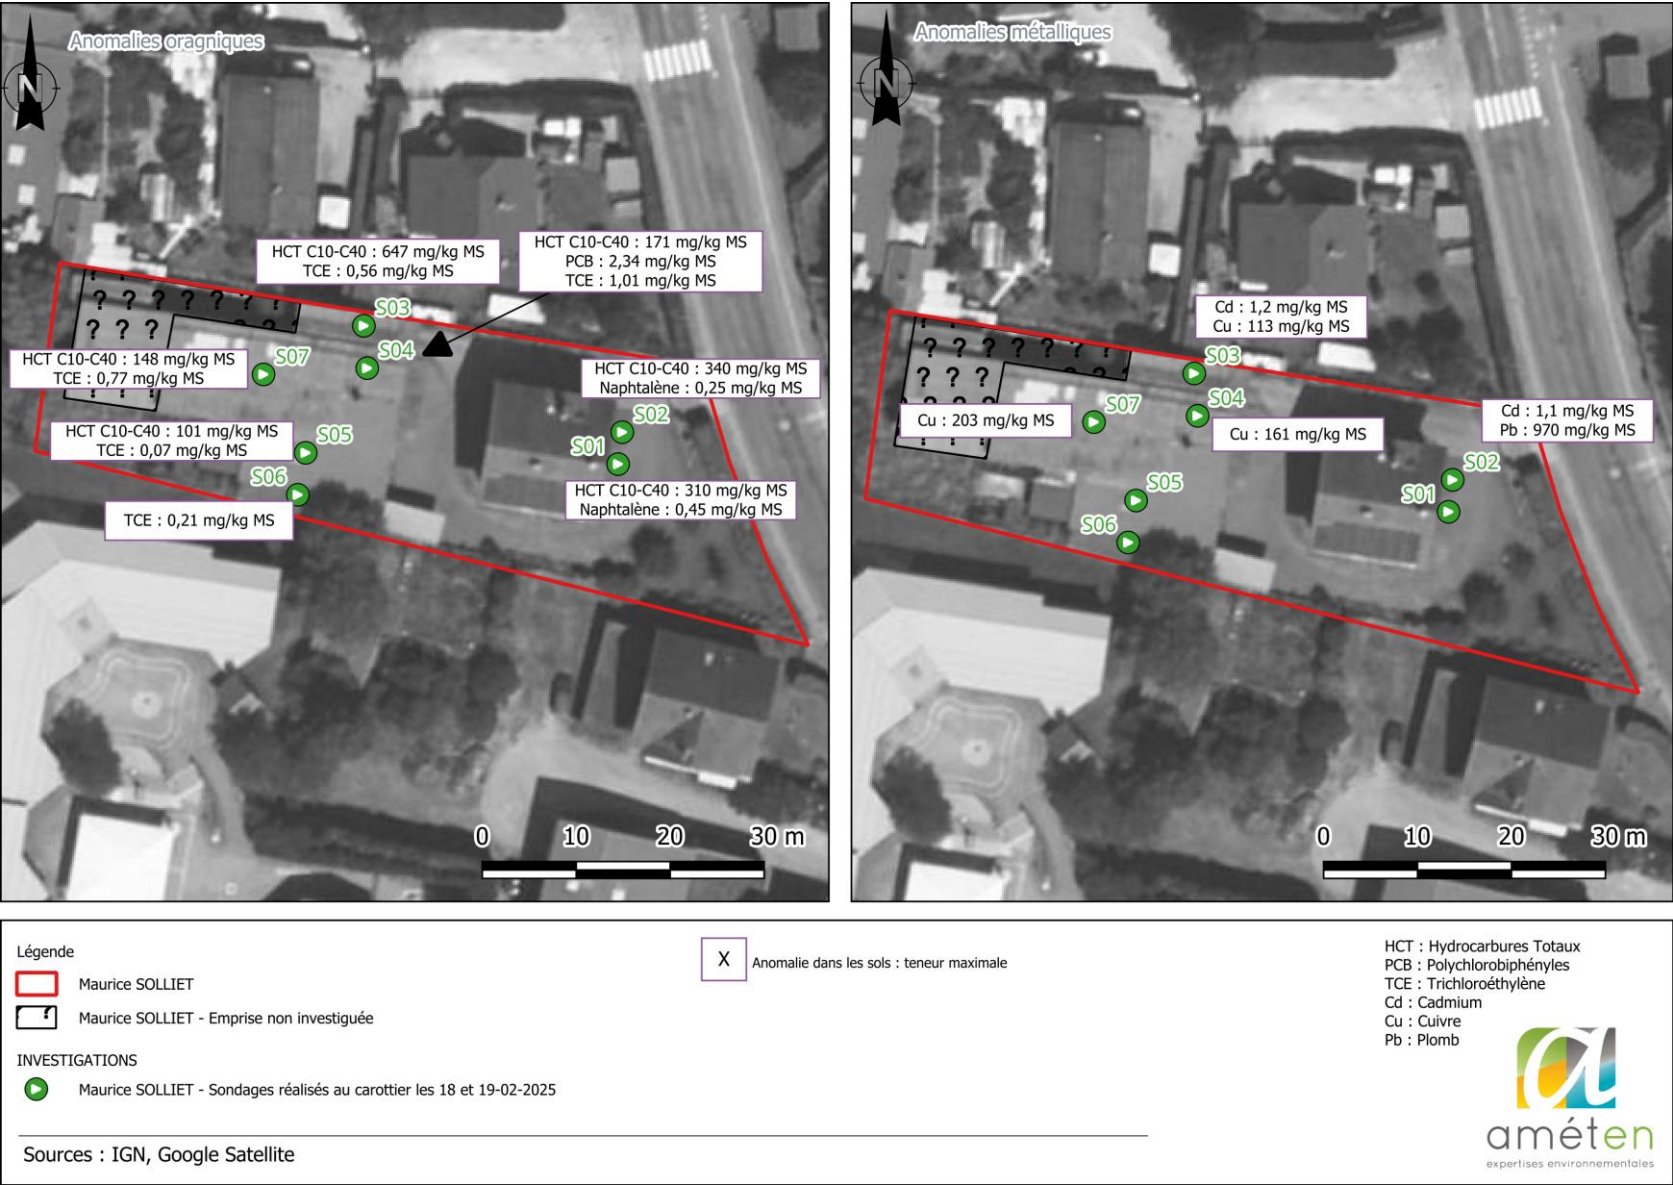 Anomalies oragniques
N
HCT C10-C40 : 647 mg/kg MS
TCE : 0,56 mg/kg MS
HCT C10-C40 : 171 mg/kg MS
PCB : 2,34 mg/kg MS
TCE : 1,01 mg/kg MS
? ? ? ? ? ? ?
? ? ?
S03
S04
S07
HCT C10-C40 : 148 mg/kg MS
TCE : 0,77 mg/kg MS
HCT C10-C40 : 340 mg/kg MS
Naphtalène : 0,25 mg/kg MS
S02
S01
HCT C10-C40 : 101 mg/kg MS
TCE : 0,07 mg/kg MS
S05
S06
HCT C10-C40 : 310 mg/kg MS
Naphtalène : 0,45 mg/kg MS
TCE : 0,21 mg/kg MS
0 10 20 30 m
Anomalies métalliques
N
Cd : 1,2 mg/kg MS
Cu : 113 mg/kg MS
? ? ? ? ? ? ?
? ? ?
S03
S04
S07
Cu : 203 mg/kg MS
Cu : 161 mg/kg MS
Cd : 1,1 mg/kg MS
Pb : 970 mg/kg MS
S02
S01
S05
S06
0 10 20 30 m
Légende
Maurice SOLLIET
? Maurice SOLLIET - Emprise non investiguée
INVESTIGATIONS
Maurice SOLLIET - Sondages réalisés au carottier les 18 et 19-02-2025
Sources : IGN, Google Satellite
X Anomalie dans les sols : teneur maximale
HCT : Hydrocarbures Totaux
PCB : Polychlorobiphényles
TCE : Trichloroéthylène
Cd : Cadmium
Cu : Cuivre
Pb : Plomb
a
améten
expertises environnementales